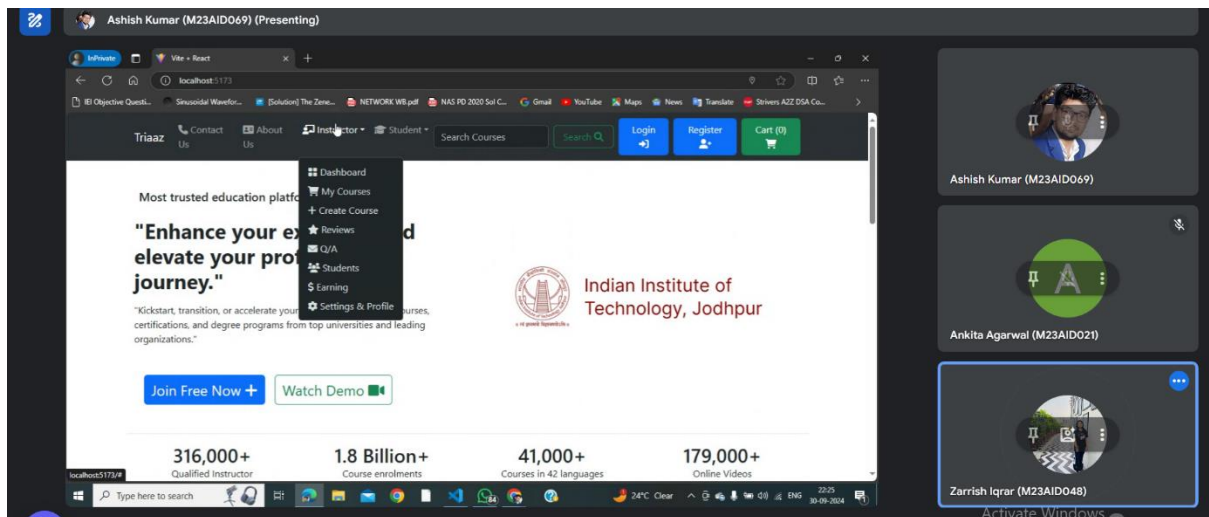 Ashish Kumar (M23AID069) (Presenting)
InPrivate
Vite + React
localhost:5173
IEI Objective Questi...
Sinusoidal Wavefor...
[Solution] The Zene...
NETWORK WB.pdf
NAS PD 2020 Sol C...
Gmail
YouTube
Maps
News
Translate
Strivers A2Z DSA Co...
Triaaz
Contact Us
About Us
Instructor
Student
Search Courses
Search
Login
Register
Cart (0)
Dashboard
My Courses
+ Create Course
Reviews
Q/A
Students
$ Earning
Settings & Profile
Most trusted education platfo
"Enhance your ex d
elevate your prof
journey."
"Kickstart, transition, or accelerate your urses,
certifications, and degree programs from top universities and leading
organizations."
Join Free Now +
Watch Demo
Indian Institute of
Technology, Jodhpur
316,000+
Qualified Instructor
1.8 Billion+
Course enrolments
41,000+
Courses in 42 languages
179,000+
Online Videos
localhost:5173/#
Type here to search
24°C Clear
ENG
22:25
30-09-2024
Ashish Kumar (M23AID069)
A
Ankita Agarwal (M23AID021)
Zarrish Iqrar (M23AID048)
Activate Windows